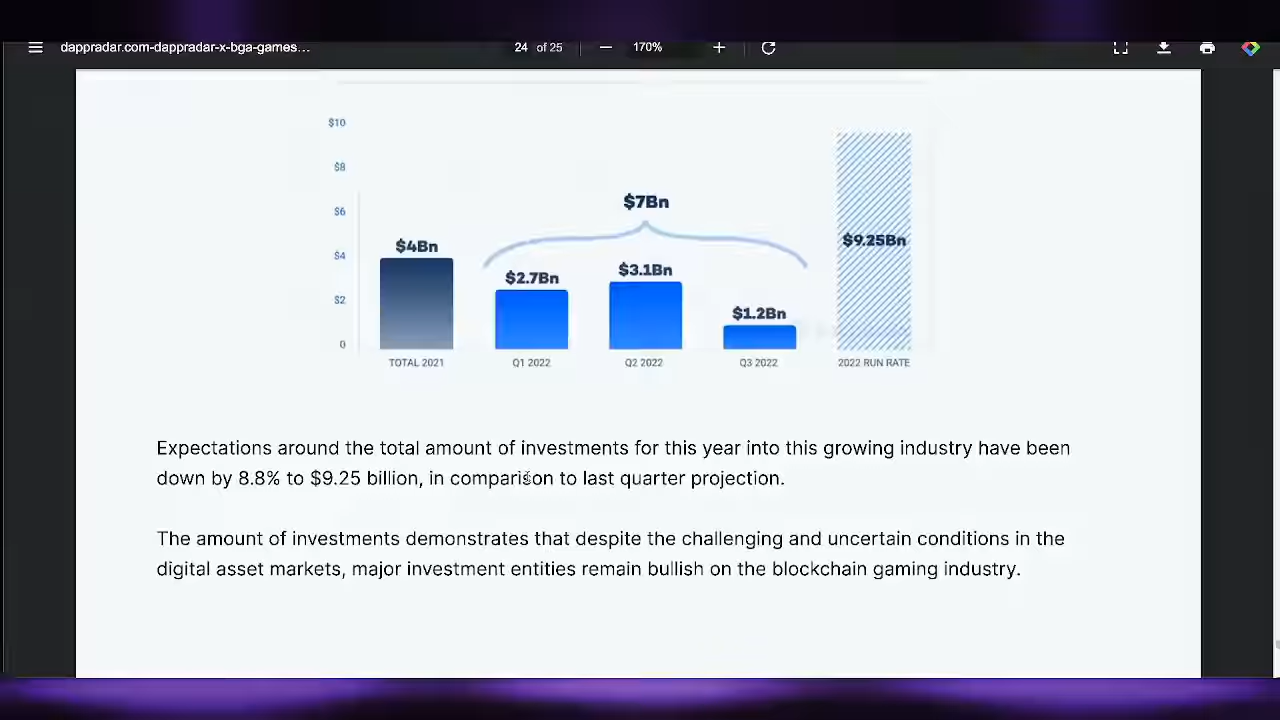 dappradar.com-dappradar-x-bga-games...
24 of 25
170%
$10
$8
$6
$4
$2
0
$7Bn
$4Bn
$2.7Bn
$3.1Bn
$1.2Bn
$9.25Bn
TOTAL 2021
Q1 2022
Q2 2022
Q3 2022
2022 RUN RATE
Expectations around the total amount of investments for this year into this growing industry have been
down by 8.8% to $9.25 billion, in comparison to last quarter projection.
The amount of investments demonstrates that despite the challenging and uncertain conditions in the
digital asset markets, major investment entities remain bullish on the blockchain gaming industry.